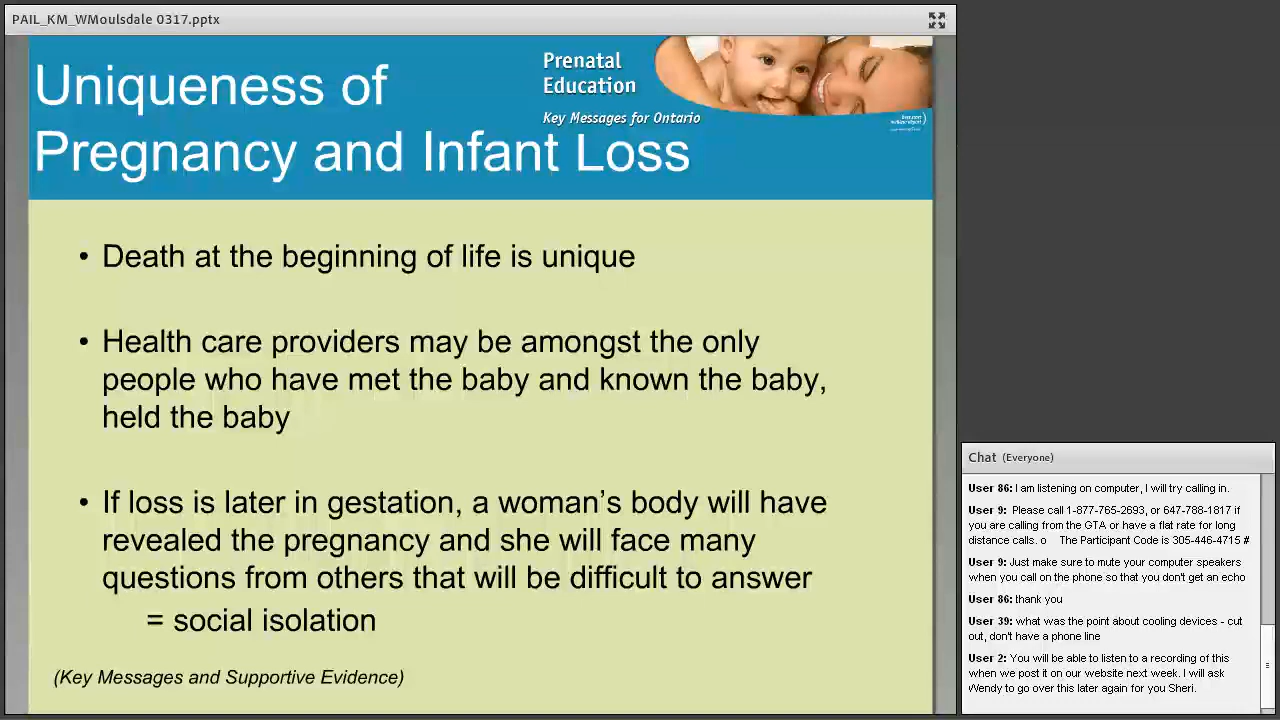 PAIL_KM_WMoulsdale 0317.pptx
Uniqueness of
Pregnancy and Infant Loss
Prenatal
Education
Key Messages for Ontario
• Death at the beginning of life is unique
• Health care providers may be amongst the only
people who have met the baby and known the baby,
held the baby
• If loss is later in gestation, a woman’s body will have
revealed the pregnancy and she will face many
questions from others that will be difficult to answer
= social isolation
(Key Messages and Supportive Evidence)
Chat (Everyone)
User 86: I am listening on computer, I will try calling in.
User 9: Please call 1-877-765-2693, or 647-788-1817 if
you are calling from the GTA or have a flat rate for long
distance calls. o The Participant Code is 305-446-4715 #
User 9: Just make sure to mute your computer speakers
when you call on the phone so that you don't get an echo
User 86: thank you
User 39: what was the point about cooling devices - cut
out, don't have a phone line
User 2: You will be able to listen to a recording of this
when we post it on our website next week. I will ask
Wendy to go over this later again for you Sheri.